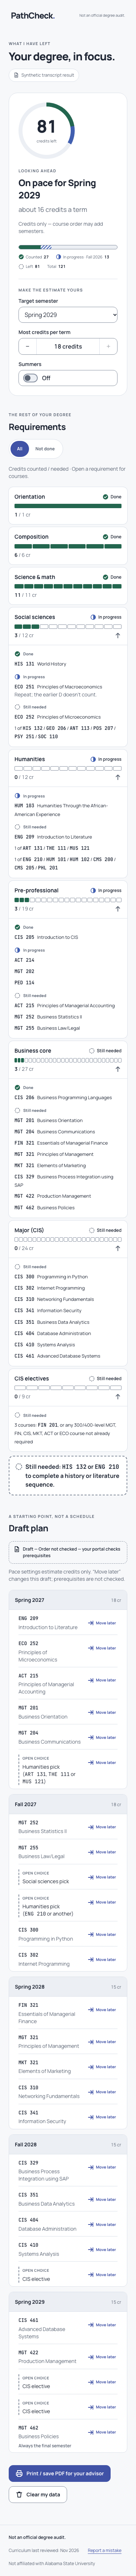 PathCheck.
Not an official degree audit.
WHAT I HAVE LEFT
Your degree, in focus.
Synthetic transcript result
81
credits left
LOOKING AHEAD
On pace for Spring
2029
about 16 credits a term
Credits only — course order may add
semesters.
Counted 27
In progress · Fall 2026 13
Left 81
Total 121
MAKE THE ESTIMATE YOURS
Target semester
Spring 2029
Most credits per term
− 18 credits +
Summers
Off
THE REST OF YOUR DEGREE
Requirements
All
Not done
Credits counted / needed · Open a requirement for
courses.
Orientation
Done
1 / 1 cr
Composition
Done
6 / 6 cr
Science & math
Done
11 / 11 cr
Social sciences
In progress
3 / 12 cr
Done
HIS 131 World History
In progress
ECO 251 Principles of Macroeconomics
Repeat, the earlier D doesn't count.
Still needed
ECO 252 Principles of Microeconomics
1 of HIS 132 / GEO 206 / ANT 113 / POS 207 /
PSY 251 / SOC 110
Humanities
In progress
0 / 12 cr
In progress
HUM 103 Humanities Through the African-
American Experience
Still needed
ENG 209 Introduction to Literature
1 of ART 131 / THE 111 / MUS 121
1 of ENG 210 / HUM 101 / HUM 102 / CMS 200 /
CMS 205 / PHL 201
Pre-professional
In progress
3 / 19 cr
Done
CIS 205 Introduction to CIS
In progress
ACT 214
MGT 202
PED 114
Still needed
ACT 215 Principles of Managerial Accounting
MGT 252 Business Statistics II
MGT 255 Business Law/Legal
Business core
Still needed
3 / 27 cr
Done
CIS 206 Business Programming Languages
Still needed
MGT 201 Business Orientation
MGT 204 Business Communications
FIN 321 Essentials of Managerial Finance
MGT 321 Principles of Management
MKT 321 Elements of Marketing
CIS 329 Business Process Integration using
SAP
MGT 422 Production Management
MGT 462 Business Policies
Major (CIS)
Still needed
0 / 24 cr
Still needed
CIS 300 Programming in Python
CIS 302 Internet Programming
CIS 310 Networking Fundamentals
CIS 341 Information Security
CIS 351 Business Data Analytics
CIS 404 Database Administration
CIS 410 Systems Analysis
CIS 461 Advanced Database Systems
CIS electives
Still needed
0 / 9 cr
Still needed
3 courses: FIN 201, or any 300/400-level MGT,
FIN, CIS, MKT, ACT or ECO course not already
required
Still needed: HIS 132 or ENG 210
to complete a history or literature
sequence.
A STARTING POINT, NOT A SCHEDULE
Draft plan
Draft — Order not checked — your portal checks
prerequisites
Pace settings estimate credits only. "Move later"
changes this draft, prerequisites are not checked.
Spring 2027
18 cr
ENG 209
Introduction to Literature
Move later
ECO 252
Principles of
Microeconomics
Move later
ACT 215
Principles of Managerial
Accounting
Move later
MGT 201
Business Orientation
Move later
MGT 204
Business Communications
Move later
OPEN CHOICE
Humanities pick
(ART 131, THE 111 or
MUS 121)
Move later
Fall 2027
18 cr
MGT 252
Business Statistics II
Move later
MGT 255
Business Law/Legal
Move later
OPEN CHOICE
Social sciences pick
Move later
OPEN CHOICE
Humanities pick
(ENG 210 or another)
Move later
CIS 300
Programming in Python
Move later
CIS 302
Internet Programming
Move later
Spring 2028
15 cr
FIN 321
Essentials of Managerial
Finance
Move later
MGT 321
Principles of Management
Move later
MKT 321
Elements of Marketing
Move later
CIS 310
Networking Fundamentals
Move later
CIS 341
Information Security
Move later
Fall 2028
15 cr
CIS 329
Business Process
Integration using SAP
Move later
CIS 351
Business Data Analytics
Move later
CIS 404
Database Administration
Move later
CIS 410
Systems Analysis
Move later
OPEN CHOICE
CIS elective
Move later
Spring 2029
15 cr
CIS 461
Advanced Database
Systems
Move later
MGT 422
Production Management
Move later
OPEN CHOICE
CIS elective
Move later
OPEN CHOICE
CIS elective
Move later
MGT 462
Business Policies
Always the final semester
Move later
Print / save PDF for your advisor
Clear my data
Not an official degree audit.
Curriculum last reviewed: Nov 2025
Report a mistake
Not affiliated with Alabama State University